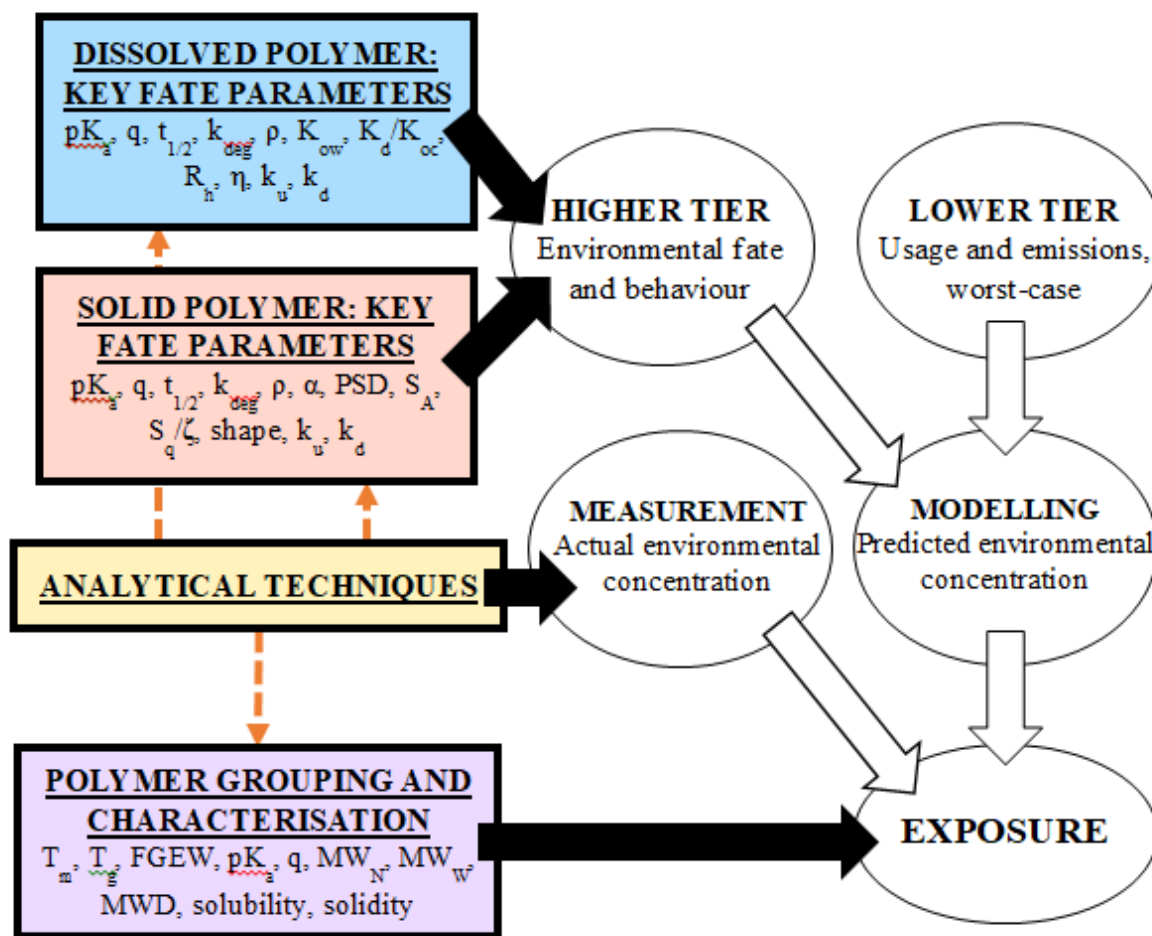 DISSOLVED POLYMER:
KEY FATE PARAMETERS
pKa, q, t1/2, kdeg, ρ, Kow, Kd/Koc,
Rh, η, ku, kd
SOLID POLYMER: KEY
FATE PARAMETERS
pKa, q, t1/2, kdeg, ρ, α, PSD, SA,
Sq/ζ, shape, ku, kd
ANALYTICAL TECHNIQUES
POLYMER GROUPING AND
CHARACTERISATION
Tm, Tg, FGEW, pKa, q, MWN, MWW,
MWD, solubility, solidity
HIGHER TIER
Environmental fate
and behaviour
LOWER TIER
Usage and emissions,
worst-case
MEASUREMENT
Actual environmental
concentration
MODELLING
Predicted environmental
concentration
EXPOSURE